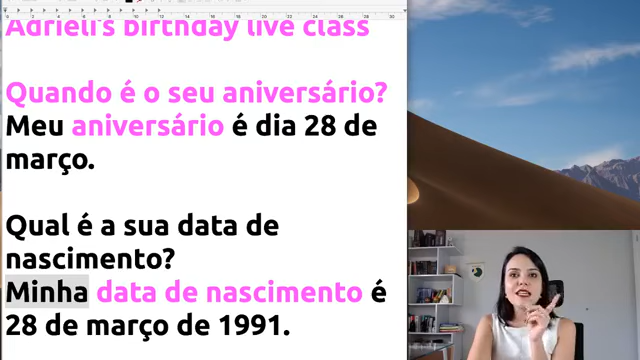 Adrieli's birthday live class
Quando é o seu aniversário?
Meu aniversário é dia 28 de
março.
Qual é a sua data de
nascimento?
Minha data de nascimento é
28 de março de 1991.